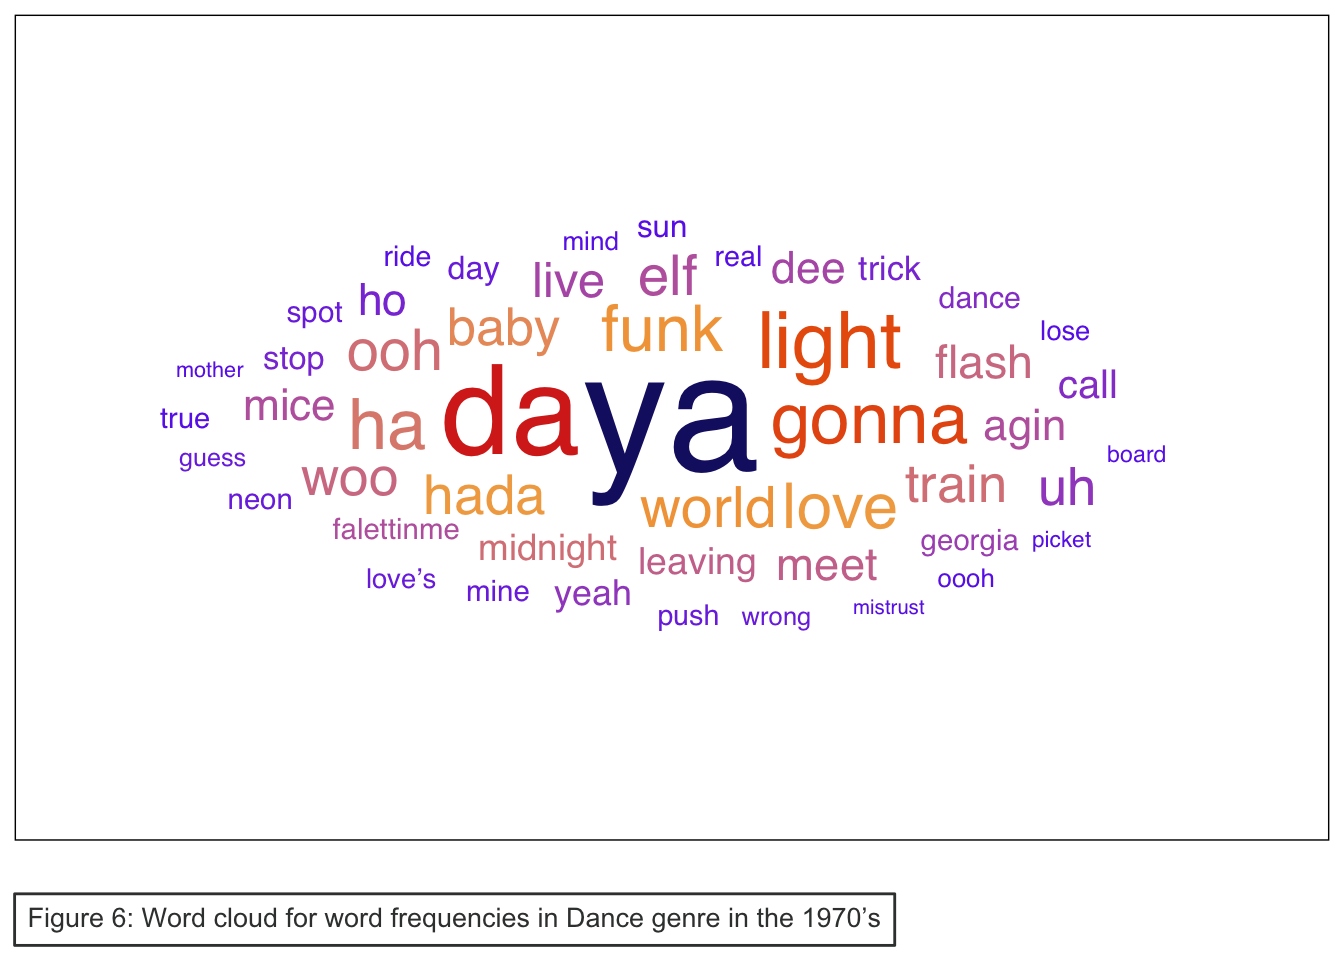 sun
mind
ride day live elf real dee trick
spot ho baby funk light dance
mother stop ooh flash lose
true mice ha da ya gonna agin call
guess woo hada world love train uh board
neon
falettinme midnight leaving meet georgia picket
love’s mine yeah oooh
push wrong mistrust
Figure 6: Word cloud for word frequencies in Dance genre in the 1970’s